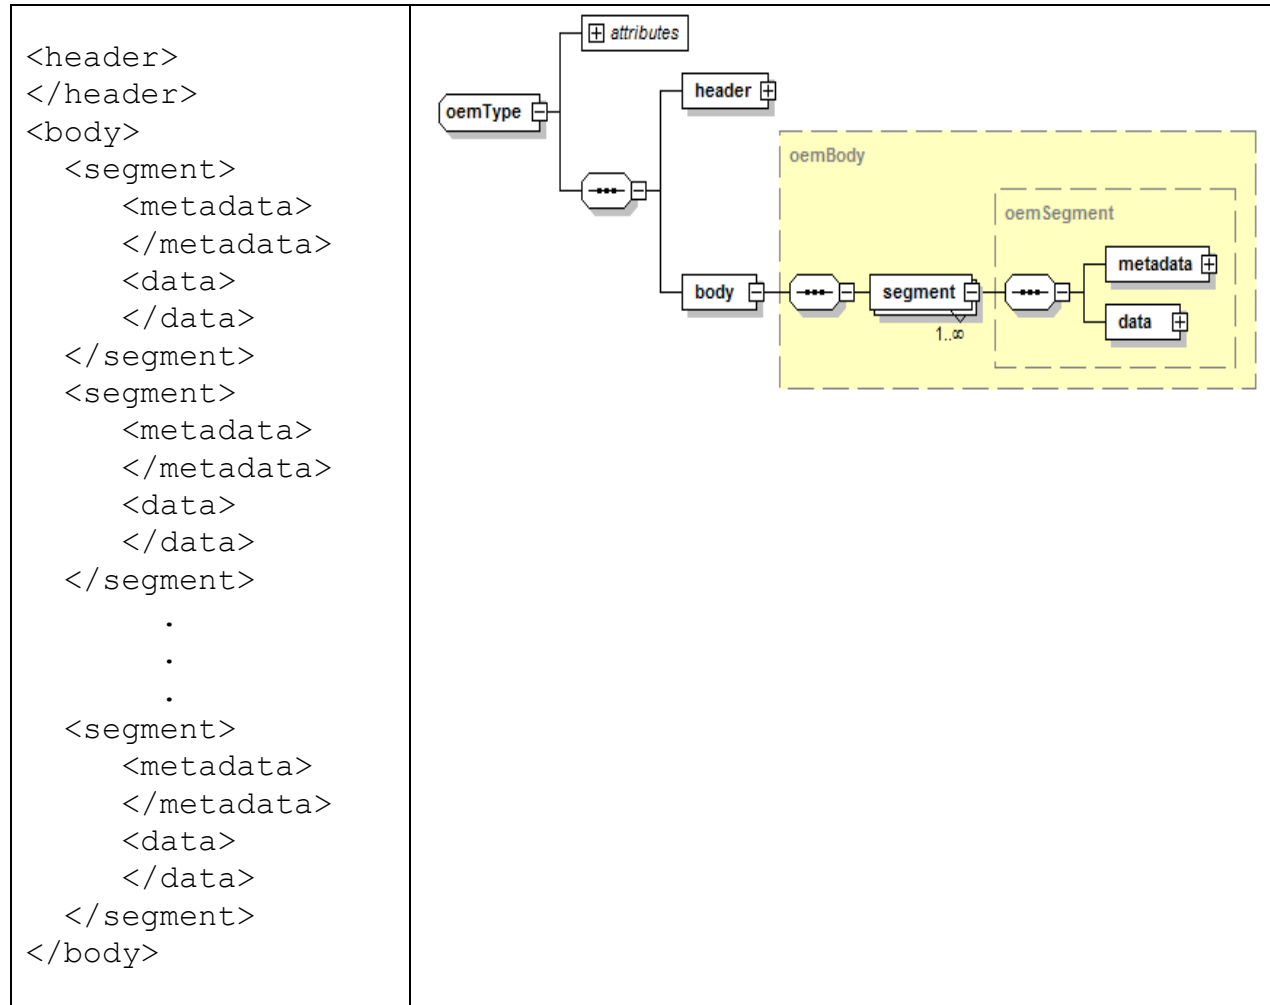 <header>
</header>
<body>
  <segment>
     <metadata>
     </metadata>
     <data>
     </data>
  </segment>
  <segment>
     <metadata>
     </metadata>
     <data>
     </data>
  </segment>
       .
       .
       .
  <segment>
     <metadata>
     </metadata>
     <data>
     </data>
  </segment>
</body>
attributes
header
oemType
oemBody
oemSegment
metadata
body
segment
data
1..∞